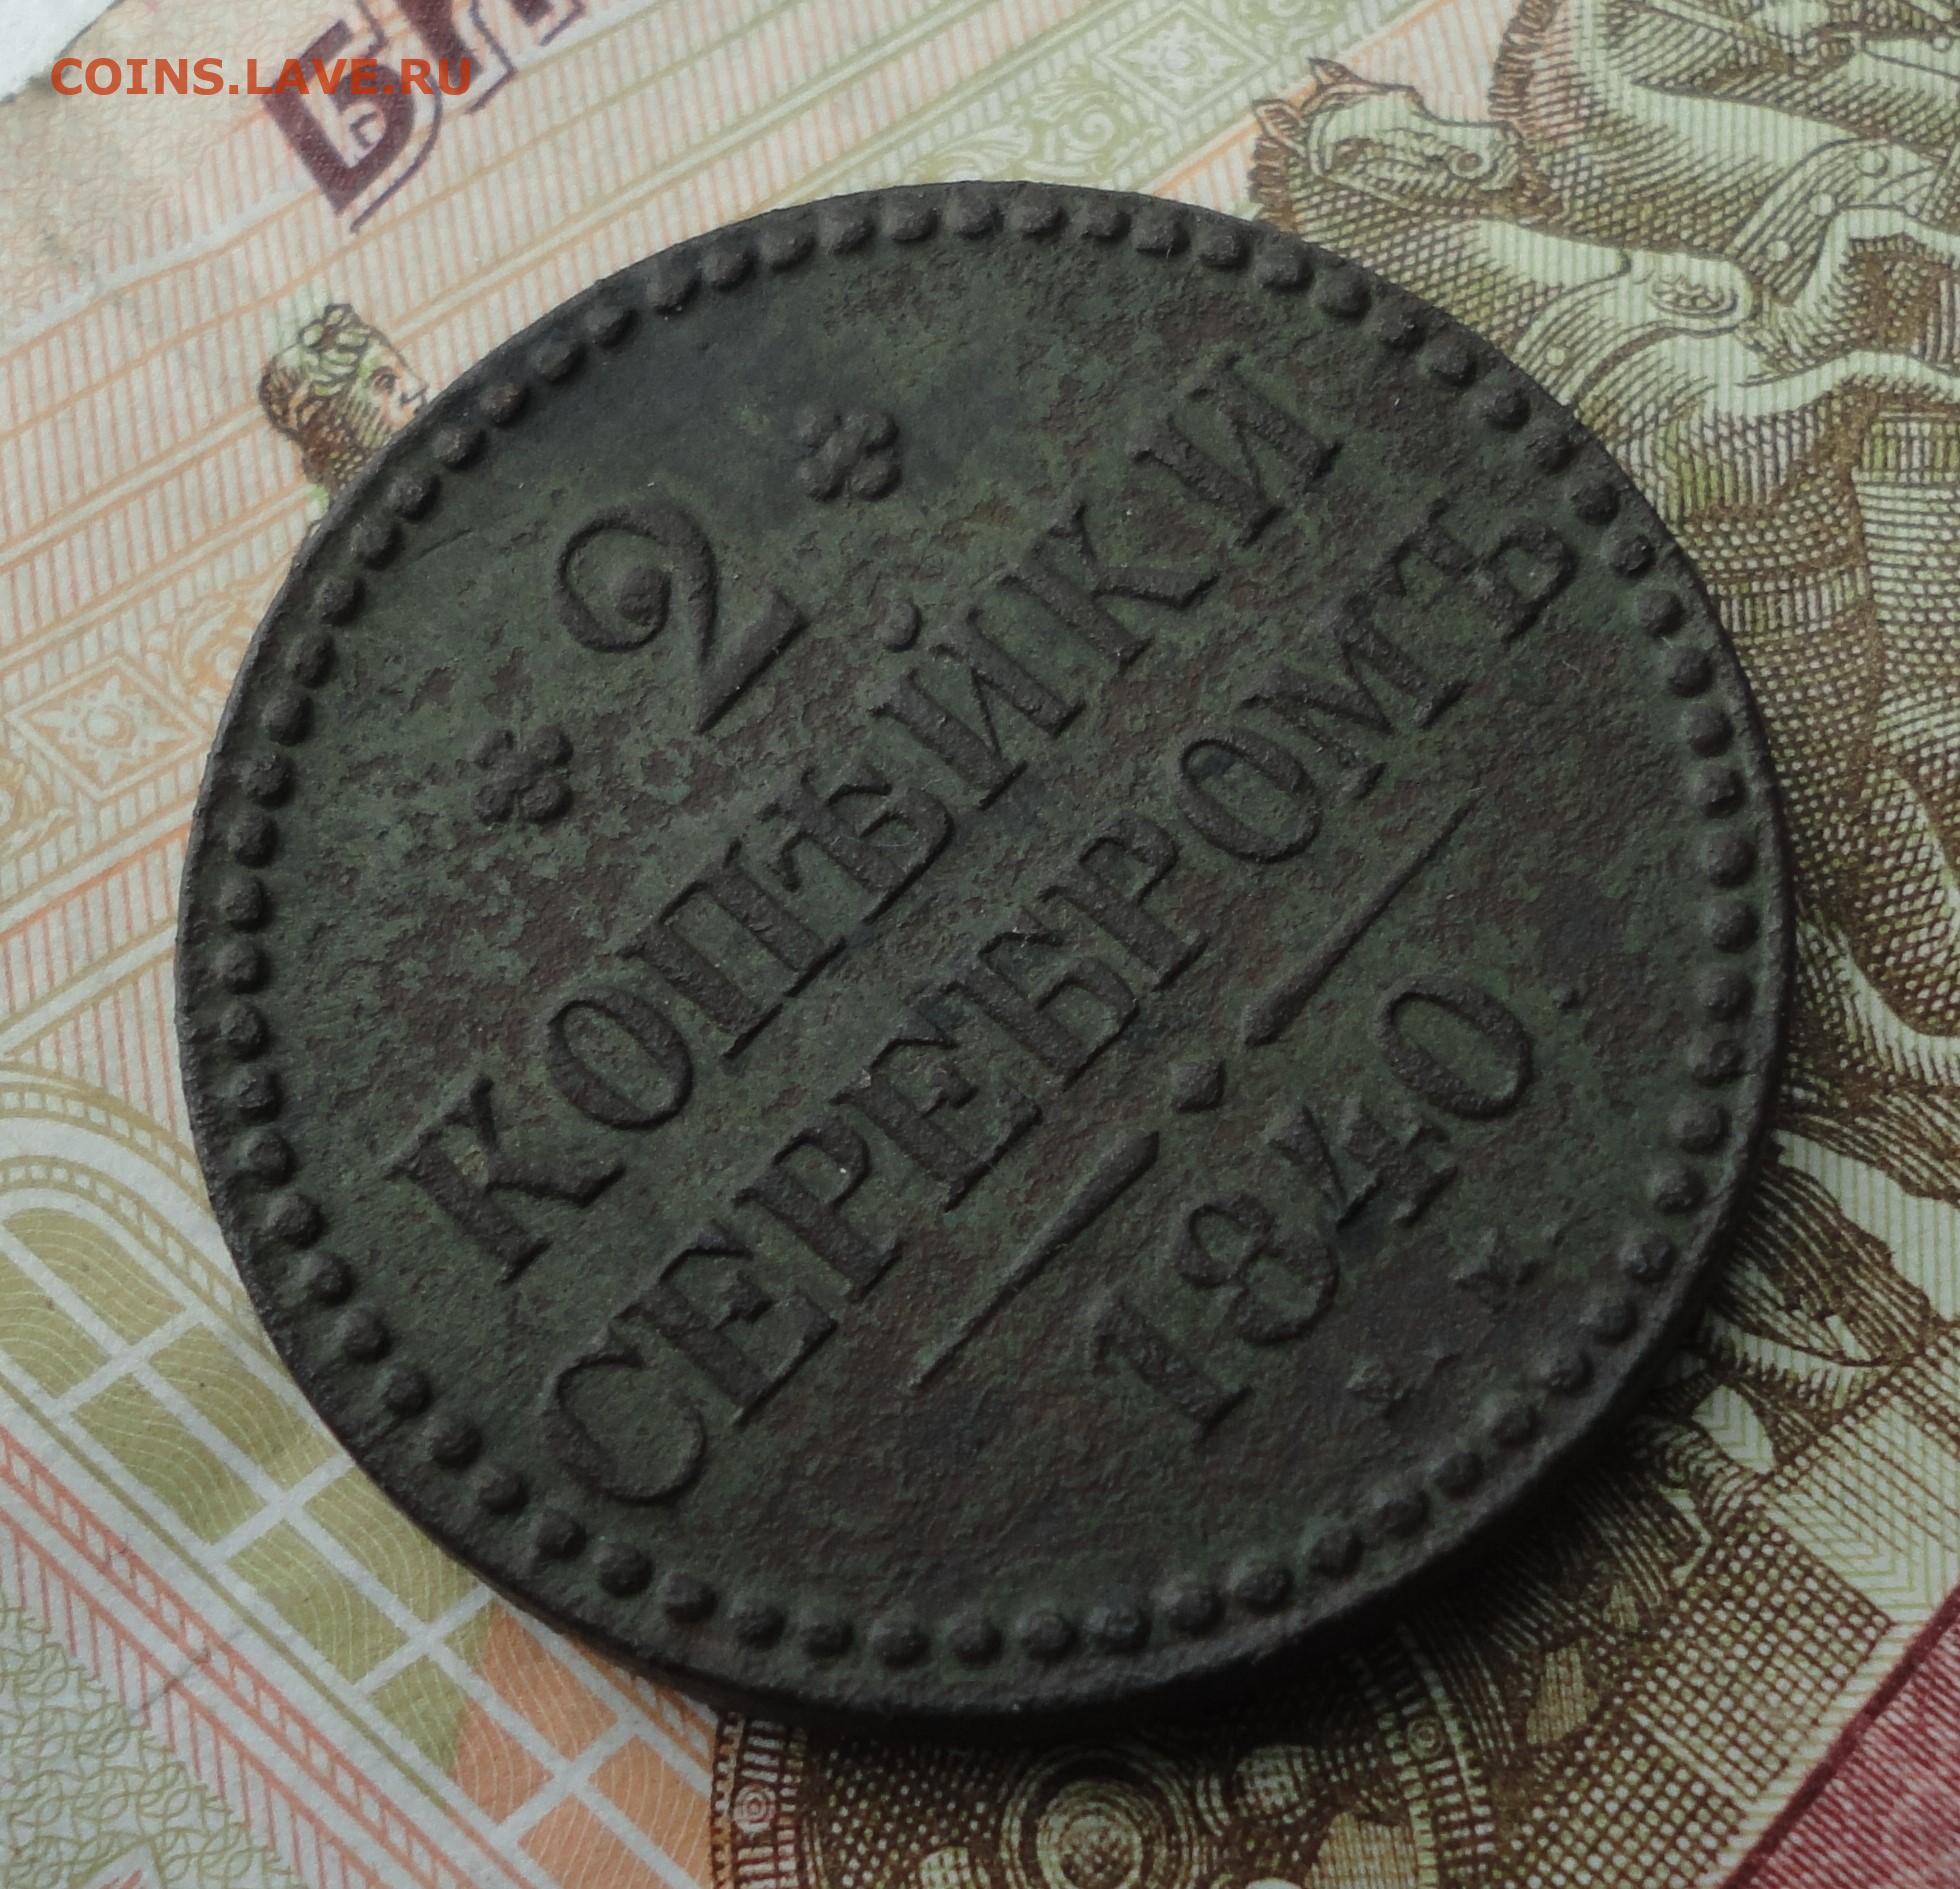 COINS.LAVE.RU
2
КОПѢЙКИ
СЕРЕБРОМЪ
1840